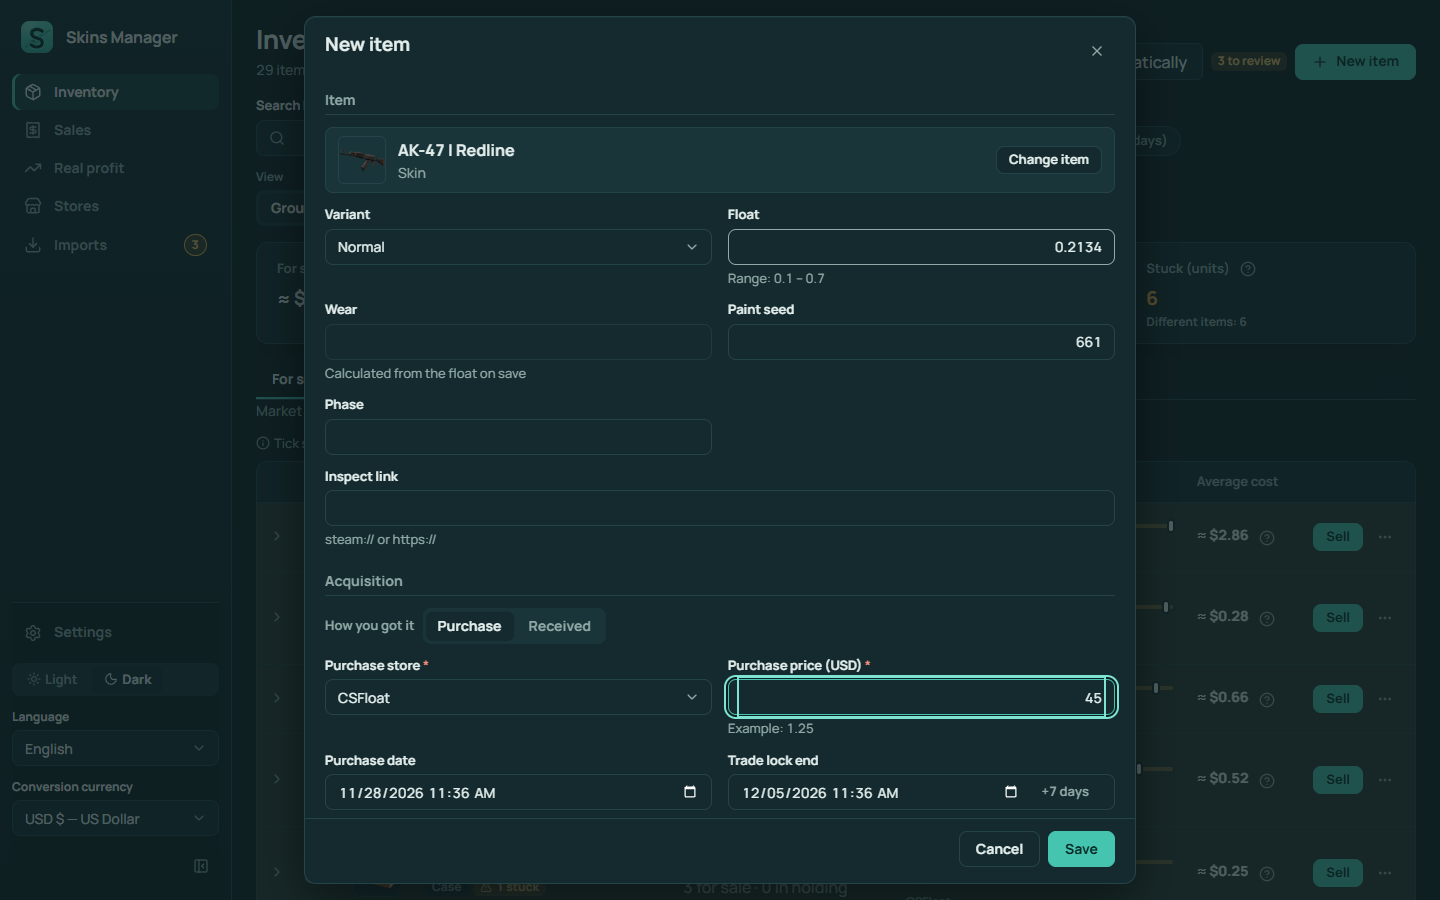 Skins Manager
Inventory
Sales
Real profit
Stores
Imports
3
Settings
Light
Dark
Language
English
Conversion currency
USD $ — US Dollar
29
Search
View
3 to review
New item
days)
≈ $
Stuck (units)
6
Different items: 6
Market
Tick
Average cost
≈ $2.86
Sell
≈ $0.28
Sell
≈ $0.66
Sell
≈ $0.52
Sell
≈ $0.25
Sell
Case
1 stuck
3 for sale · 0 in holding
New item
Item
AK-47 | Redline
Skin
Change item
Variant
Normal
Float
0.2134
Range: 0.1 – 0.7
Wear
Calculated from the float on save
Paint seed
661
Phase
Inspect link
steam:// or https://
Acquisition
How you got it
Purchase
Received
Purchase store *
CSFloat
Purchase price (USD) *
45
Example: 1.25
Purchase date
11/28/2026 11:36 AM
Trade lock end
12/05/2026 11:36 AM
+7 days
Cancel
Save